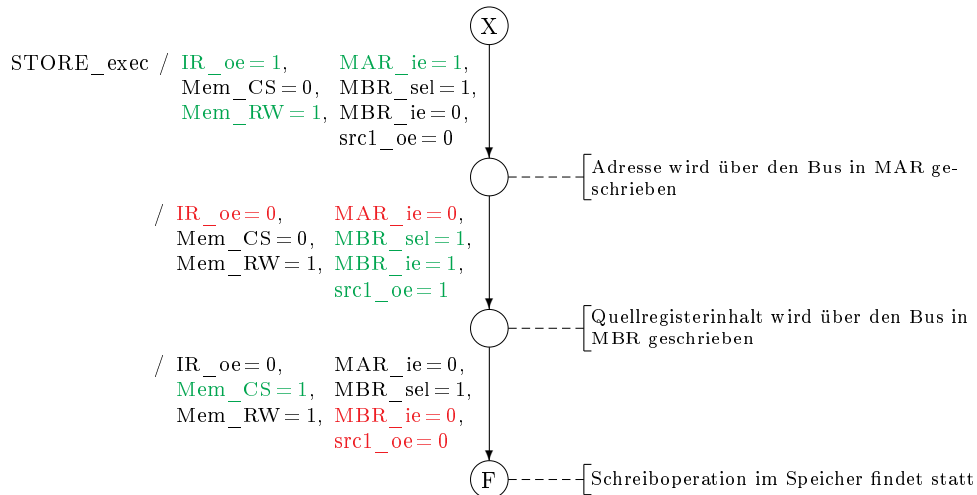 X
STORE_exec / IR_oe = 1, MAR_ie = 1,
Mem_CS = 0, MBR_sel = 1,
Mem_RW = 1, MBR_ie = 0,
src1_oe = 0
Adresse wird über den Bus in MAR ge-
schrieben
/ IR_oe = 0, MAR_ie = 0,
Mem_CS = 0, MBR_sel = 1,
Mem_RW = 1, MBR_ie = 1,
src1_oe = 1
Quellregisterinhalt wird über den Bus in
MBR geschrieben
/ IR_oe = 0, MAR_ie = 0,
Mem_CS = 1, MBR_sel = 1,
Mem_RW = 1, MBR_ie = 0,
src1_oe = 0
F
Schreiboperation im Speicher findet statt